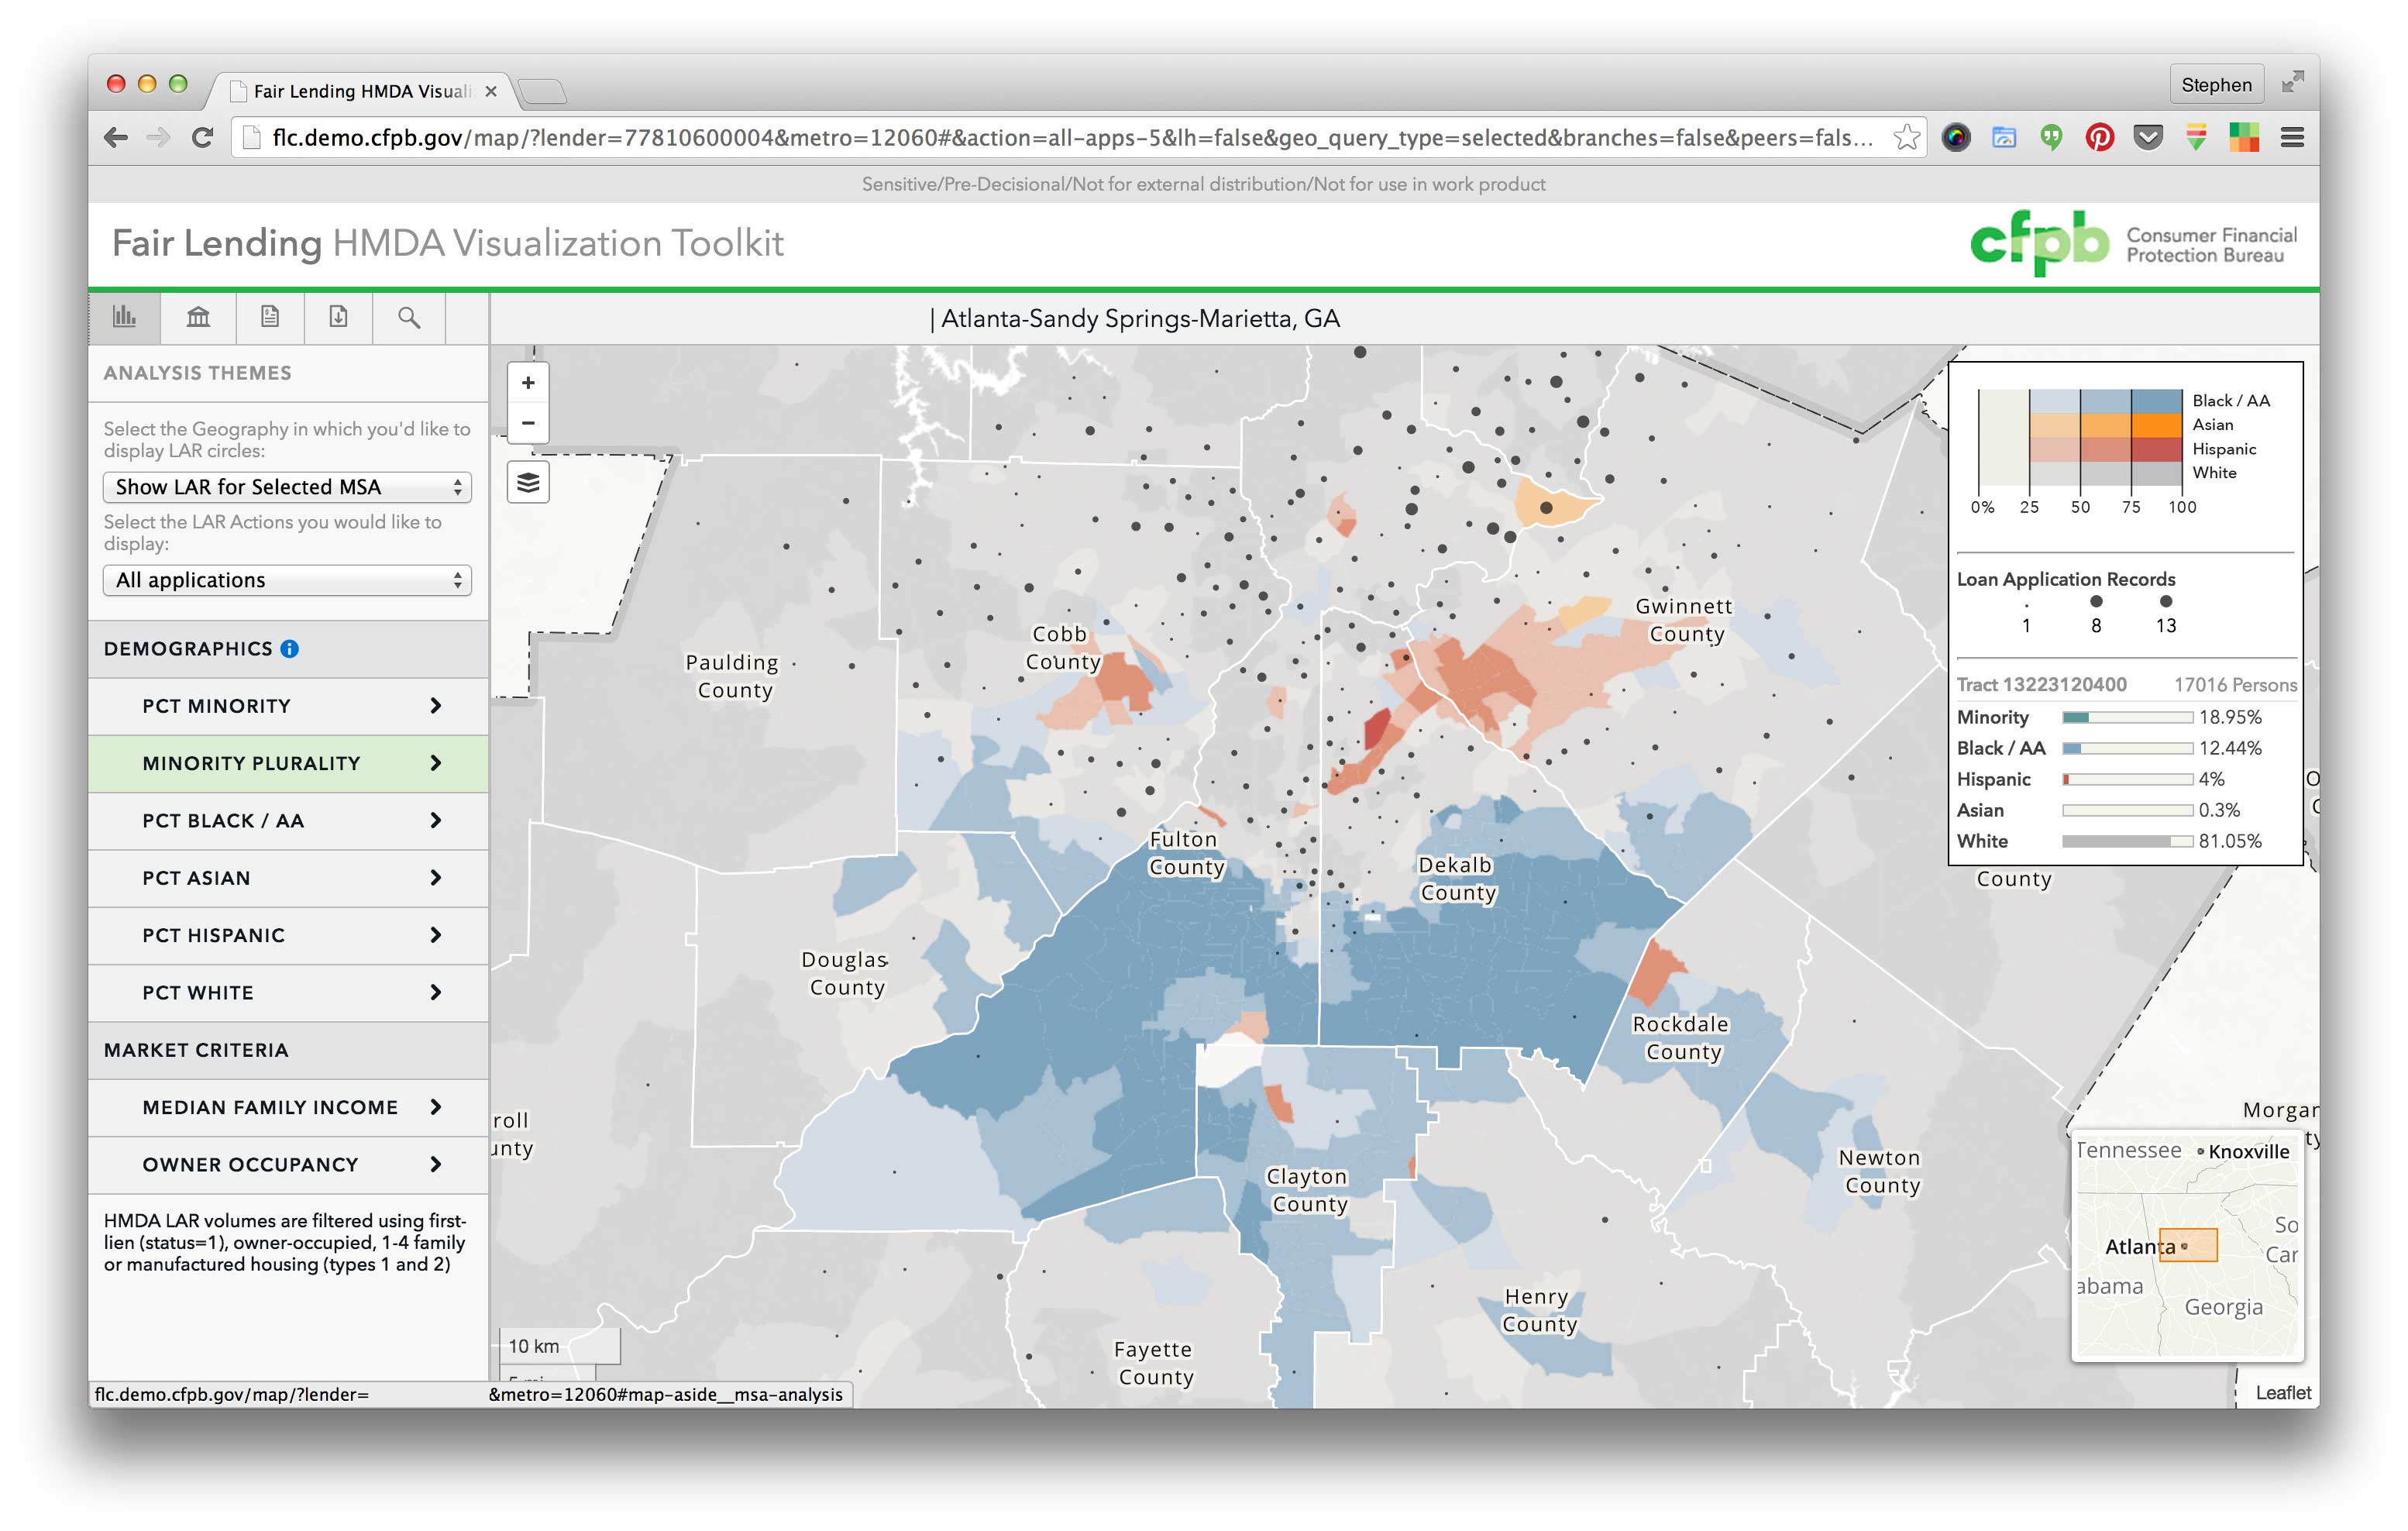 Fair Lending HMDA Visuali
Stephen
flc.demo.cfpb.gov/map/?lender=77810600004&metro=12060#&action=all-apps-5&lh=false&geo_query_type=selected&branches=false&peers=fals...
Sensitive/Pre-Decisional/Not for external distribution/Not for use in work product
Fair Lending HMDA Visualization Toolkit
cfpb
Consumer Financial
Protection Bureau
| Atlanta-Sandy Springs-Marietta, GA
ANALYSIS THEMES
Select the Geography in which you'd like to
display LAR circles:
Show LAR for Selected MSA
Select the LAR Actions you would like to
display:
All applications
DEMOGRAPHICS
PCT MINORITY
MINORITY PLURALITY
PCT BLACK / AA
PCT ASIAN
PCT HISPANIC
PCT WHITE
MARKET CRITERIA
MEDIAN FAMILY INCOME
OWNER OCCUPANCY
HMDA LAR volumes are filtered using first-
lien (status=1), owner-occupied, 1-4 family
or manufactured housing (types 1 and 2)
+
−
Cobb
County
Paulding
County
Gwinnett
County
Fulton
County
Dekalb
County
Douglas
County
Rockdale
County
Clayton
County
Newton
County
Henry
County
Fayette
County
roll
unty
County
Morgan
ty
Black / AA
Asian
Hispanic
White
0% 25 50 75 100
Loan Application Records
1 8 13
Tract 13223120400 17016 Persons
Minority 18.95%
Black / AA 12.44%
Hispanic 4%
Asian 0.3%
White 81.05%
Tennessee Knoxville
So
Atlanta Car
abama
Georgia
10 km
Leaflet
flc.demo.cfpb.gov/map/?lender= &metro=12060#map-aside__msa-analysis